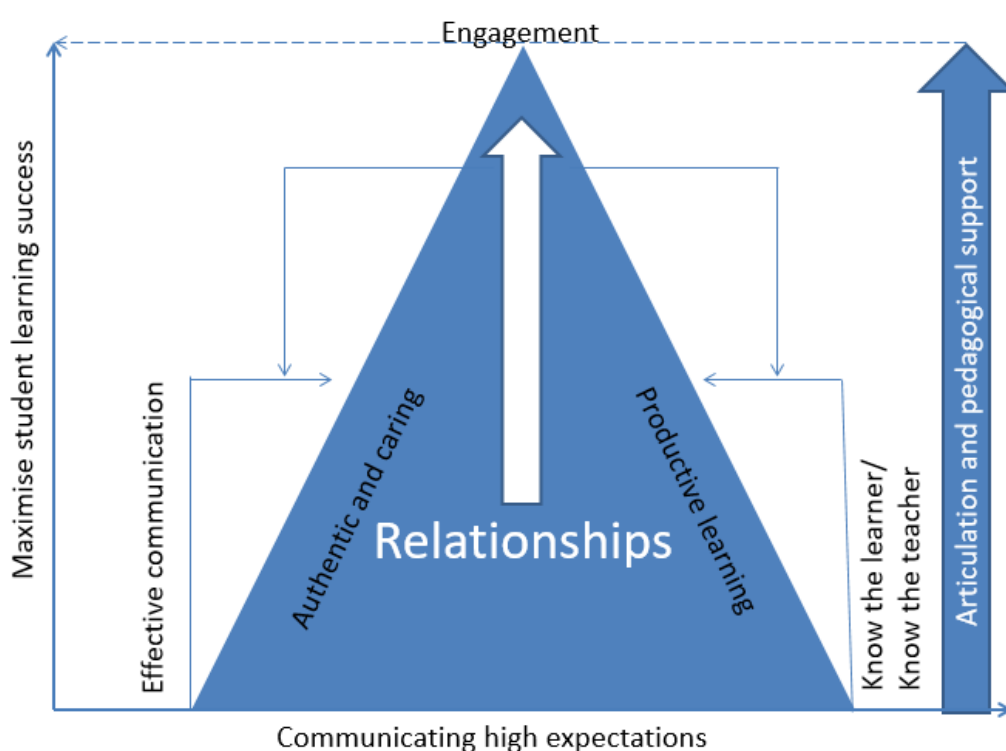 Engagement
Maximise student learning success
Effective communication
Authentic and caring
Relationships
Productive learning
Know the learner/
Know the teacher
Articulation and pedagogical support
Communicating high expectations